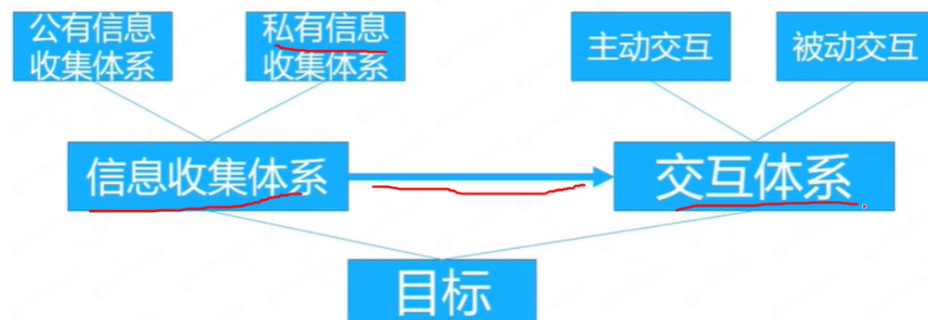 公有信息
收集体系
私有信息
收集体系
主动交互
被动交互
信息收集体系
交互体系
目标